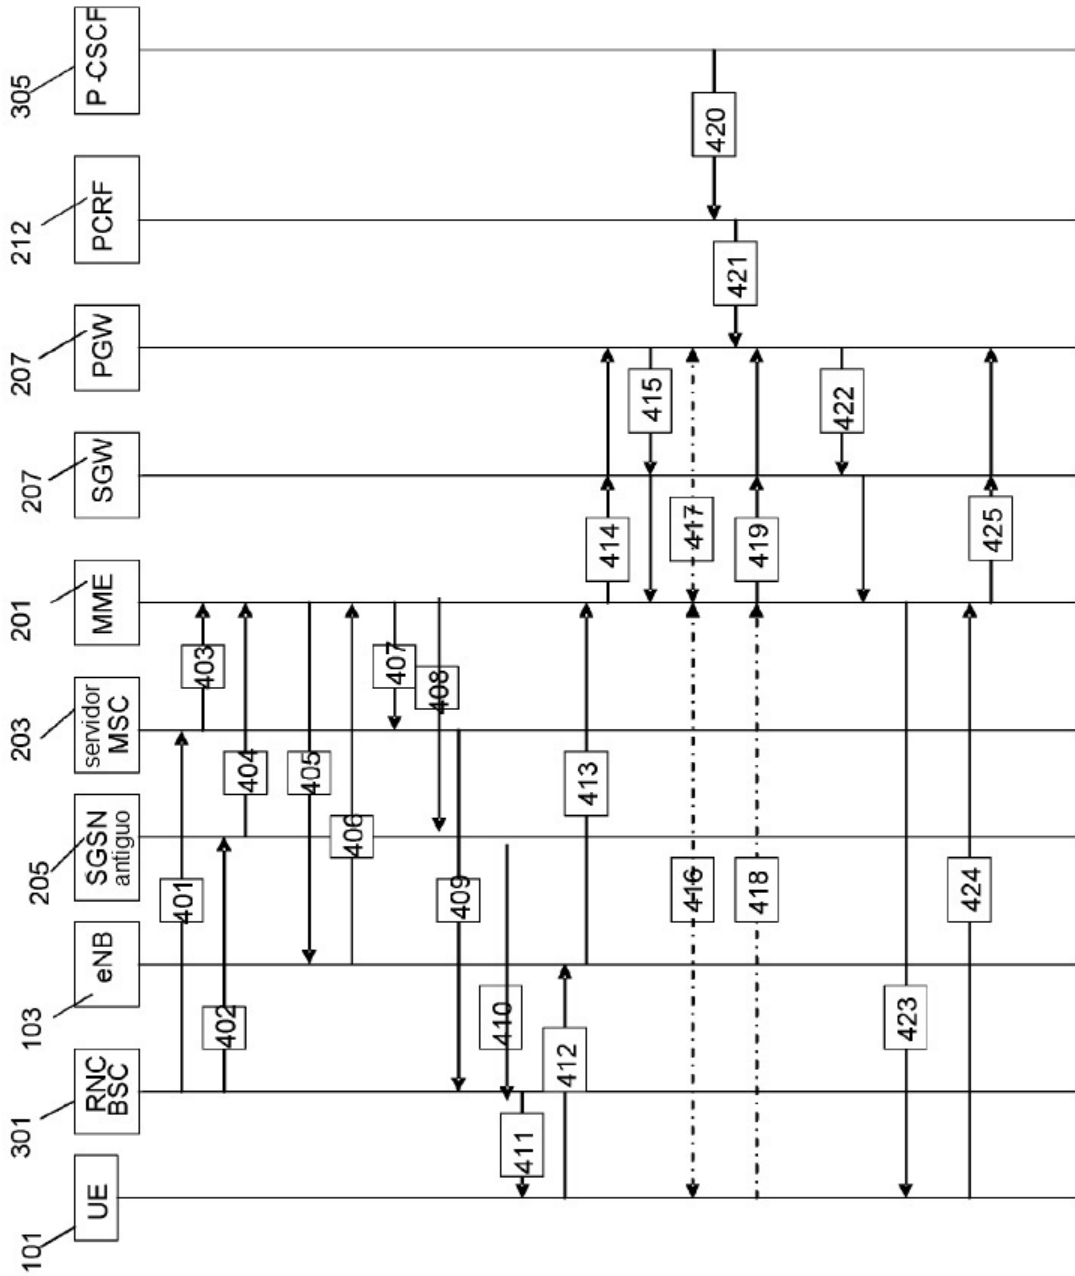 101
301
103
205
203
201
207
207
212
305
UE
RNC
BSC
eNB
SGSN
antiguo
servidor
MSC
MME
SGW
PGW
PCRF
P-CSCF
401
403
402
404
405
406
407
408
409
410
411
412
413
414
415
416
417
418
419
420
421
422
423
424
425